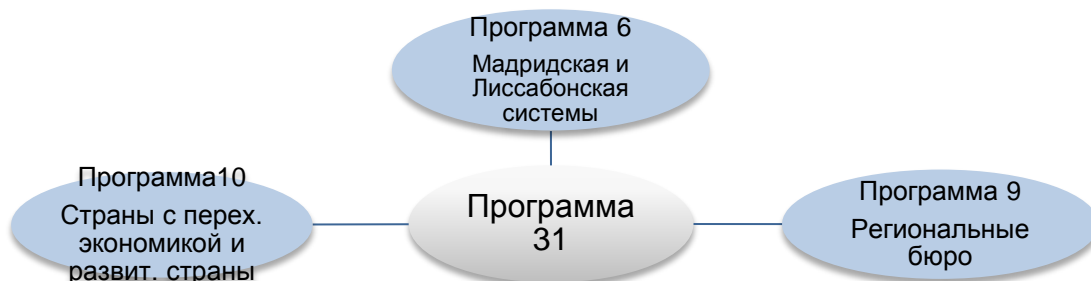 Программа 6
Мадридская и
Лиссабонская
системы
Программа10
Страны с перех.
экономикой и
развит. страны
Программа
31
Программа 9
Региональные
бюро